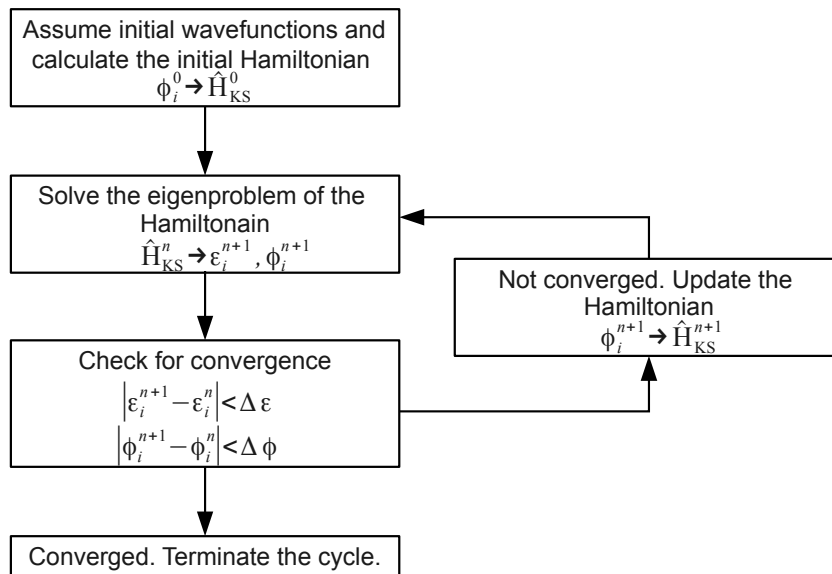 Assume initial wavefunctions and
calculate the initial Hamiltonian
ϕ_i^0 → Ĥ_KS^0
Solve the eigenproblem of the
Hamiltonain
Ĥ_KS^n → ε_i^{n+1}, ϕ_i^{n+1}
Not converged. Update the
Hamiltonian
ϕ_i^{n+1} → Ĥ_KS^{n+1}
Check for convergence
|ε_i^{n+1} − ε_i^n| < Δ ε
|ϕ_i^{n+1} − ϕ_i^n| < Δ ϕ
Converged. Terminate the cycle.